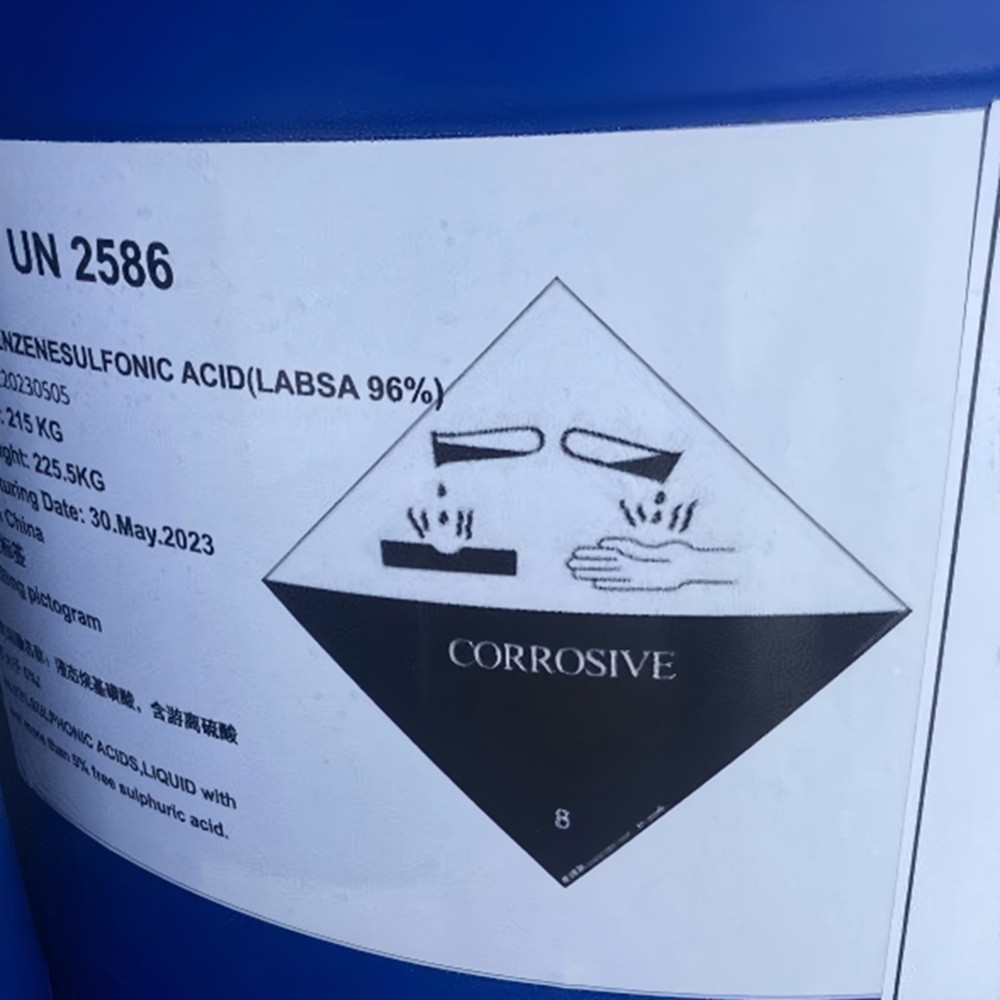 UN 2586
NZENESULFONIC ACID(LABSA 96%)
20230505
: 215 KG
ght: 225.5KG
uring Date: 30.May.2023
China
pictogram
液态烷基磺酸，含游离硫酸
SULPHONIC ACIDS,LIQUID with
more than 5% free sulphuric acid.
CORROSIVE
8